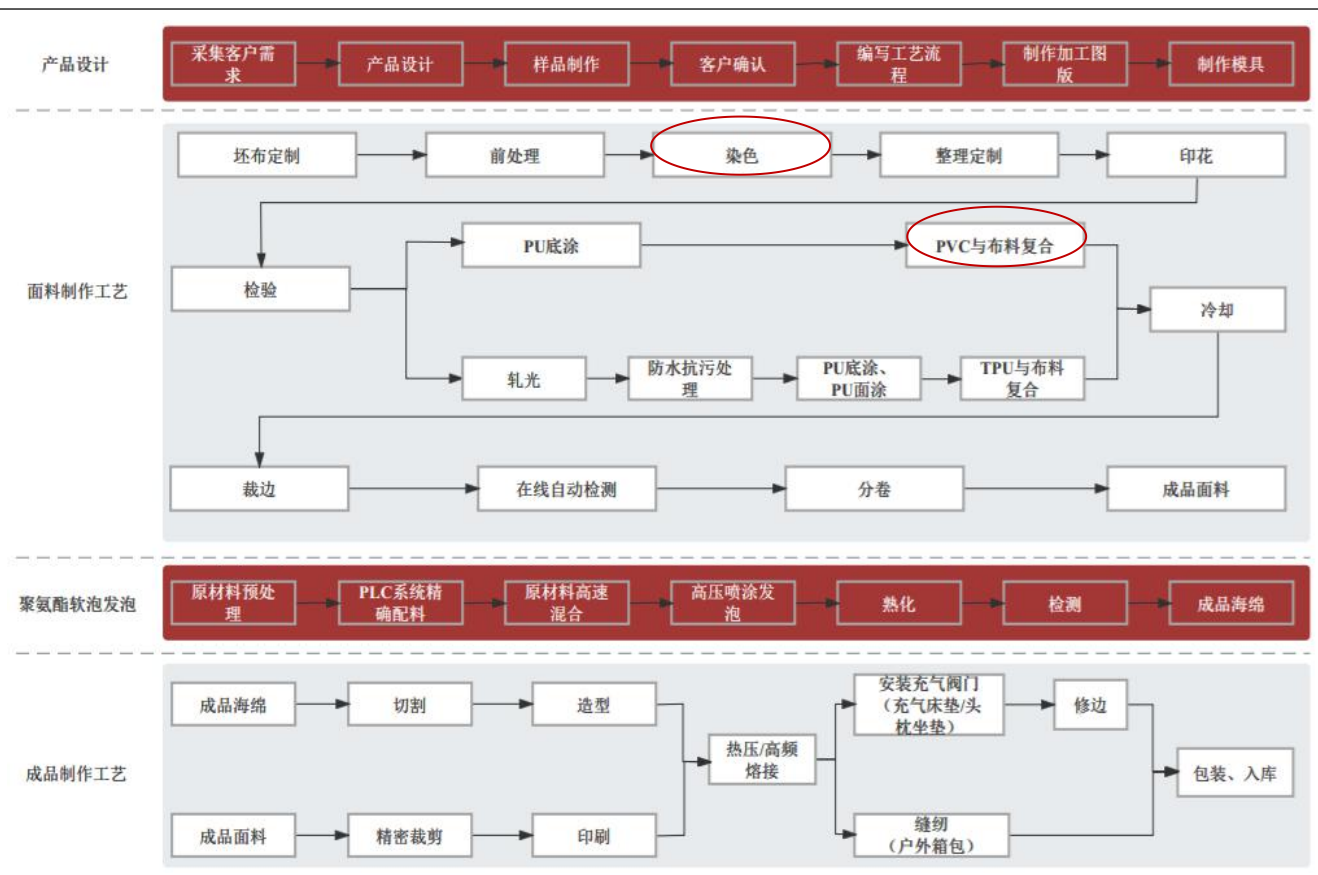 产品设计
采集客户需
求
产品设计
样品制作
客户确认
编写工艺流
程
制作加工图
版
制作模具
坯布定制
前处理
染色
整理定制
印花
PU底涂
PVC与布料复合
面料制作工艺
检验
冷却
轧光
防水抗污处
理
PU底涂、
PU面涂
TPU与布料
复合
裁边
在线自动检测
分卷
成品面料
聚氨酯软泡发泡
原材料预处
理
PLC系统精
确配料
原材料高速
混合
高压喷涂发
泡
熟化
检测
成品海绵
成品制作工艺
成品海绵
切割
造型
热压/高频
熔接
安装充气阀门
（充气床垫/头
枕坐垫）
修边
包装、入库
成品面料
精密裁剪
印刷
缝纫
（户外箱包）